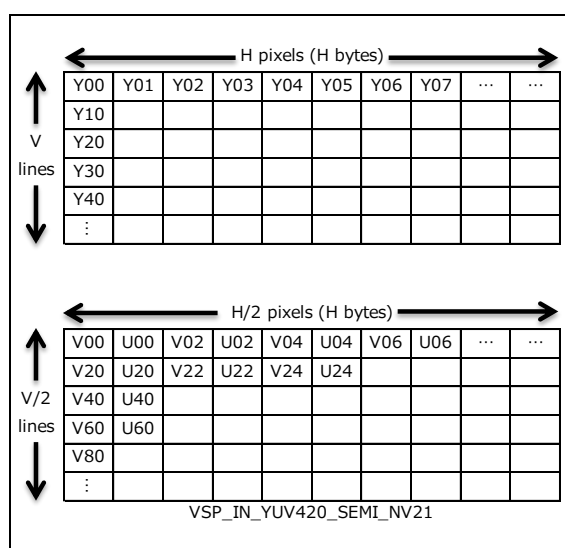 H pixels (H bytes)
Y00 Y01 Y02 Y03 Y04 Y05 Y06 Y07 … …
Y10
V Y20
lines Y30
Y40
⋮
H/2 pixels (H bytes)
V00 U00 V02 U02 V04 U04 V06 U06 … …
V20 U20 V22 U22 V24 U24
V/2 V40 U40
lines V60 U60
V80
⋮
VSP_IN_YUV420_SEMI_NV21